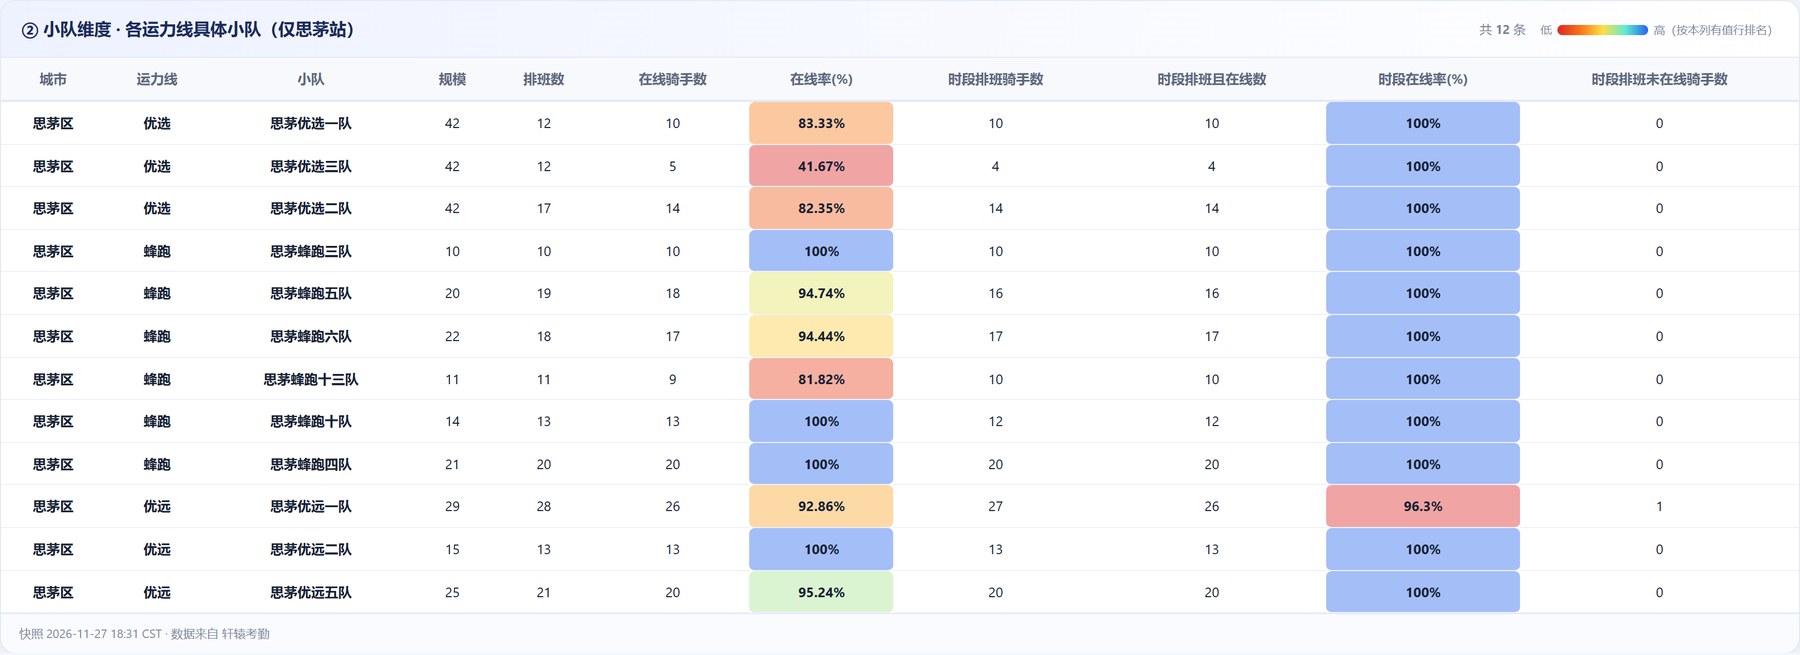 ② 小队维度 · 各运力线具体小队（仅思茅站）
共 12 条 低 高 (按本列有值行排名)
城市 运力线 小队 规模 排班数 在线骑手数 在线率(%) 时段排班骑手数 时段排班且在线数 时段在线率(%) 时段排班未在线骑手数
思茅区 优选 思茅优选一队 42 12 10 83.33% 10 10 100% 0
思茅区 优选 思茅优选三队 42 12 5 41.67% 4 4 100% 0
思茅区 优选 思茅优选二队 42 17 14 82.35% 14 14 100% 0
思茅区 蜂跑 思茅蜂跑三队 10 10 10 100% 10 10 100% 0
思茅区 蜂跑 思茅蜂跑五队 20 19 18 94.74% 16 16 100% 0
思茅区 蜂跑 思茅蜂跑六队 22 18 17 94.44% 17 17 100% 0
思茅区 蜂跑 思茅蜂跑十三队 11 11 9 81.82% 10 10 100% 0
思茅区 蜂跑 思茅蜂跑十队 14 13 13 100% 12 12 100% 0
思茅区 蜂跑 思茅蜂跑四队 21 20 20 100% 20 20 100% 0
思茅区 优远 思茅优远一队 29 28 26 92.86% 27 26 96.3% 1
思茅区 优远 思茅优远二队 15 13 13 100% 13 13 100% 0
思茅区 优远 思茅优远五队 25 21 20 95.24% 20 20 100% 0
快照 2026-11-27 18:31 CST · 数据来自 轩辕考勤